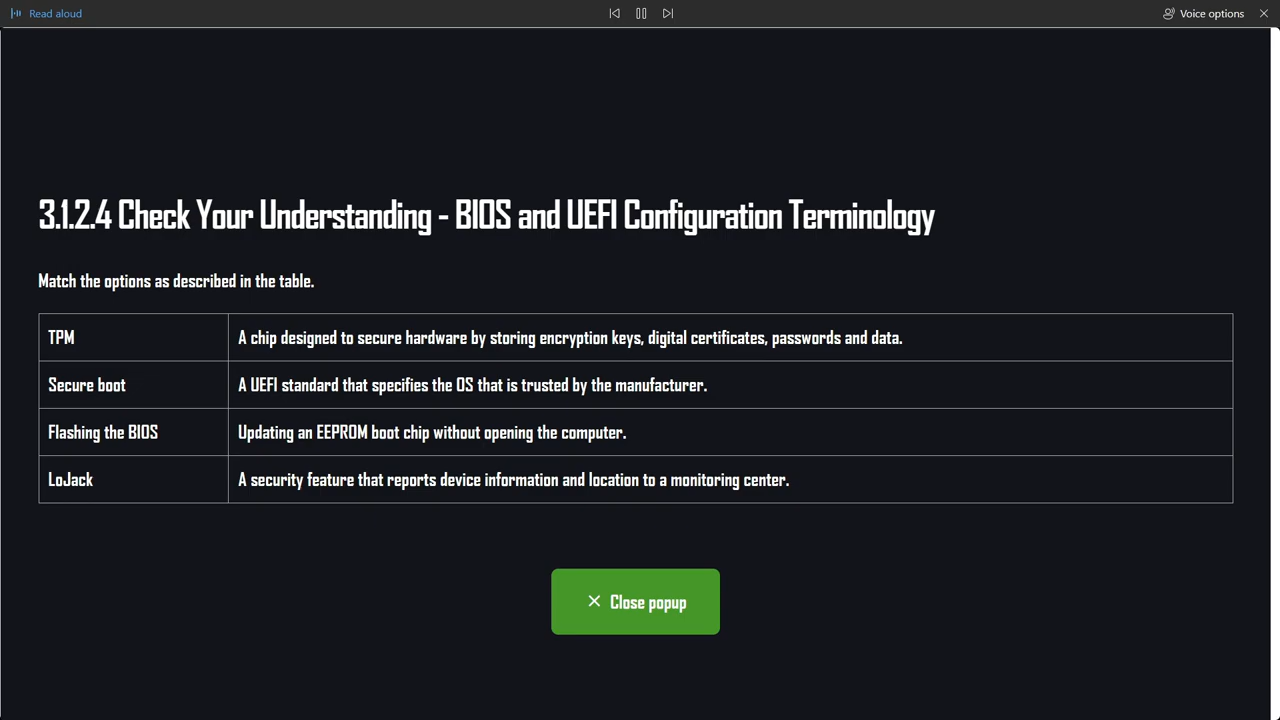 Read aloud
Voice options
3.1.2.4 Check Your Understanding - BIOS and UEFI Configuration Terminology
Match the options as described in the table.
TPM A chip designed to secure hardware by storing encryption keys, digital certificates, passwords and data.
Secure boot A UEFI standard that specifies the OS that is trusted by the manufacturer.
Flashing the BIOS Updating an EEPROM boot chip without opening the computer.
LoJack A security feature that reports device information and location to a monitoring center.
Close popup